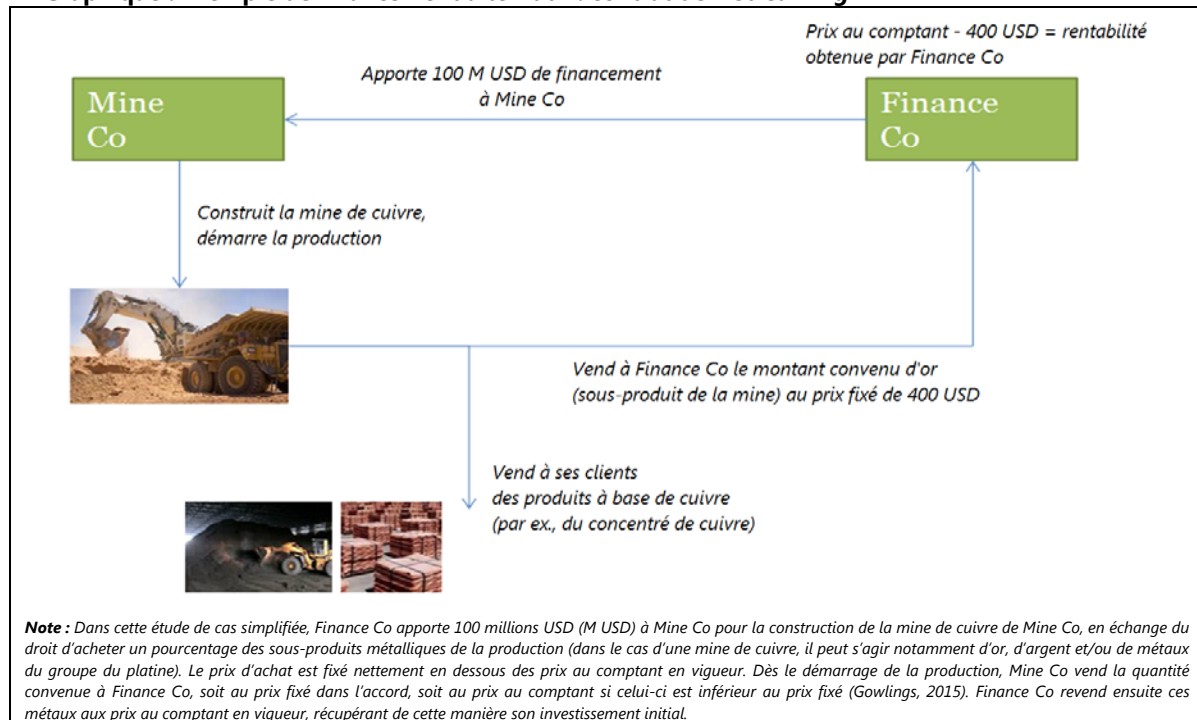 Prix au comptant - 400 USD = rentabilité
obtenue par Finance Co
Apporte 100 M USD de financement
à Mine Co
Mine
Co
Finance
Co
Construit la mine de cuivre,
démarre la production
Vend à Finance Co le montant convenu d'or
(sous-produit de la mine) au prix fixé de 400 USD
Vend à ses clients
des produits à base de cuivre
(par ex., du concentré de cuivre)
Note : Dans cette étude de cas simplifiée, Finance Co apporte 100 millions USD (M USD) à Mine Co pour la construction de la mine de cuivre de Mine Co, en échange du
droit d'acheter un pourcentage des sous-produits métalliques de la production (dans le cas d'une mine de cuivre, il peut s'agir notamment d'or, d'argent et/ou de métaux
du groupe du platine). Le prix d'achat est fixé nettement en dessous des prix au comptant en vigueur. Dès le démarrage de la production, Mine Co vend la quantité
convenue à Finance Co, soit au prix fixé dans l'accord, soit au prix au comptant si celui-ci est inférieur au prix fixé (Gowlings, 2015). Finance Co revend ensuite ces
métaux aux prix au comptant en vigueur, récupérant de cette manière son investissement initial.